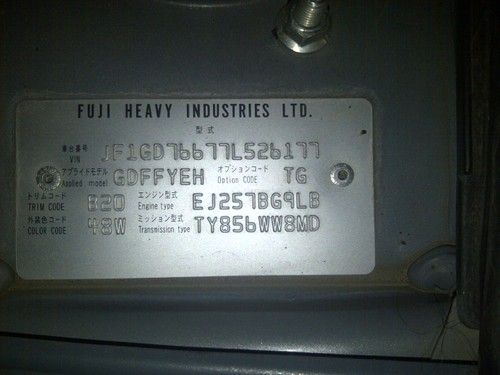 FUJI HEAVY INDUSTRIES LTD.
型式
車台番号 VIN JF1GD76677L526177
アプライドモデル Applied model GDFFYEH オプションコード Option CODE TG
トリムコード TRIM CODE B20 エンジン型式 Engine type EJ257BG9LB
外装色コード COLOR CODE 48W ミッション型式 Transmission type TY856WW8MD